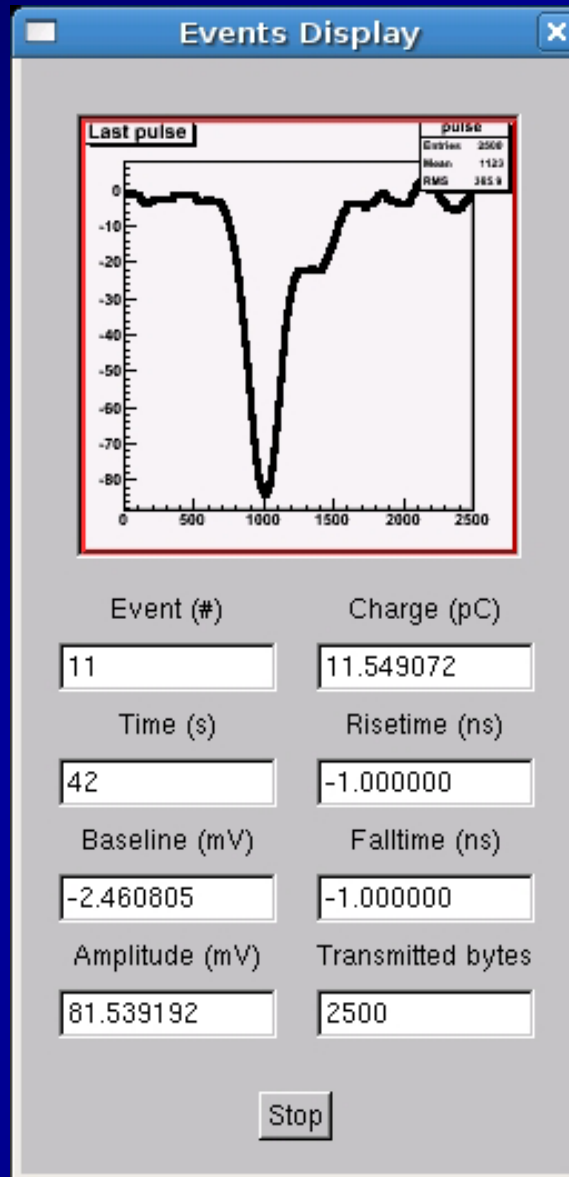 Events Display
Last pulse
pulse
Entries 2500
Mean 1123
RMS 365.9
0
-10
-20
-30
-40
-50
-60
-70
-80
0 500 1000 1500 2000 2500
Event (#) Charge (pC)
11 11.549072
Time (s) Risetime (ns)
42 -1.000000
Baseline (mV) Falltime (ns)
-2.460805 -1.000000
Amplitude (mV) Transmitted bytes
81.539192 2500
Stop